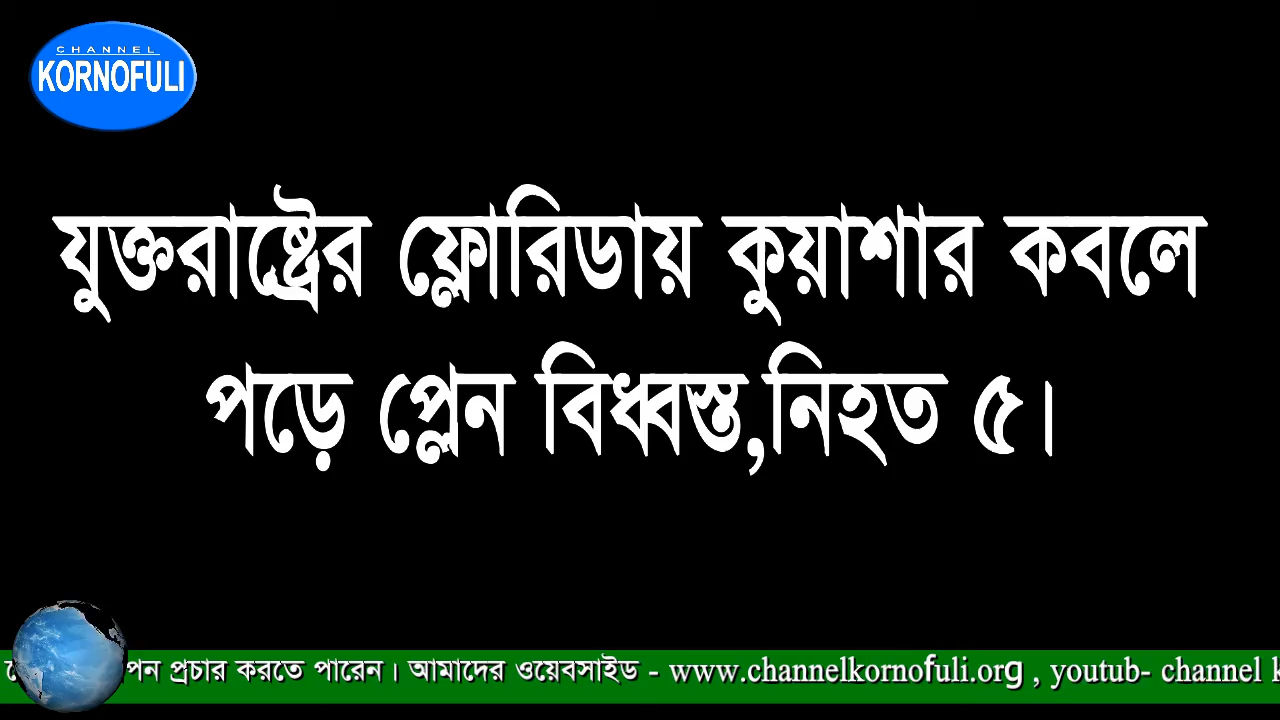 CHANNEL
KORNOFULI
যুক্তরাষ্ট্রের ফ্লোরিডায় কুয়াশার কবলে
পড়ে প্লেন বিধ্বস্ত,নিহত ৫।
পন প্রচার করতে পারেন। আমাদের ওয়েবসাইড - www.channelkornofuli.org , youtub- channel k